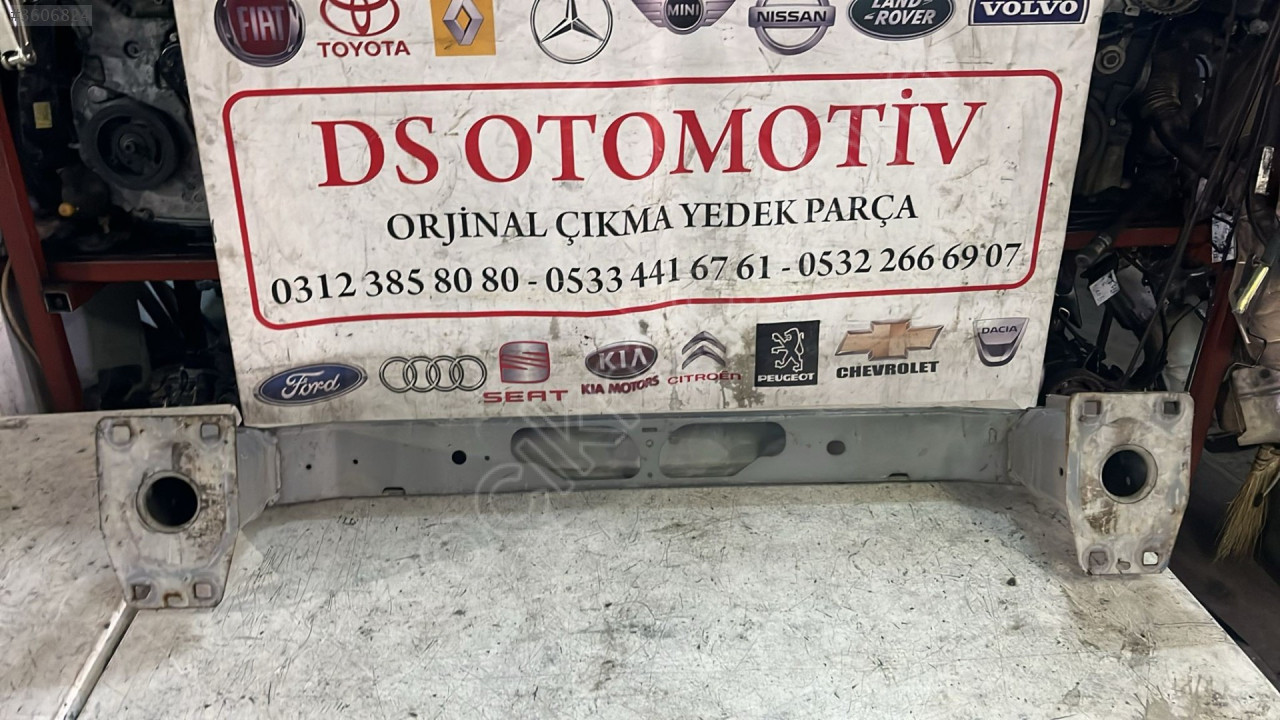 #3606824
FIAT
TOYOTA
MINI
NISSAN
LAND ROVER
VOLVO
DS OTOMOTİV
ORJİNAL ÇIKMA YEDEK PARÇA
0312 385 80 80 - 0533 441 67 61 - 0532 266 69 07
Ford
SEAT
KIA
KIA MOTORS
CITROËN
PEUGEOT
CHEVROLET
DACIA